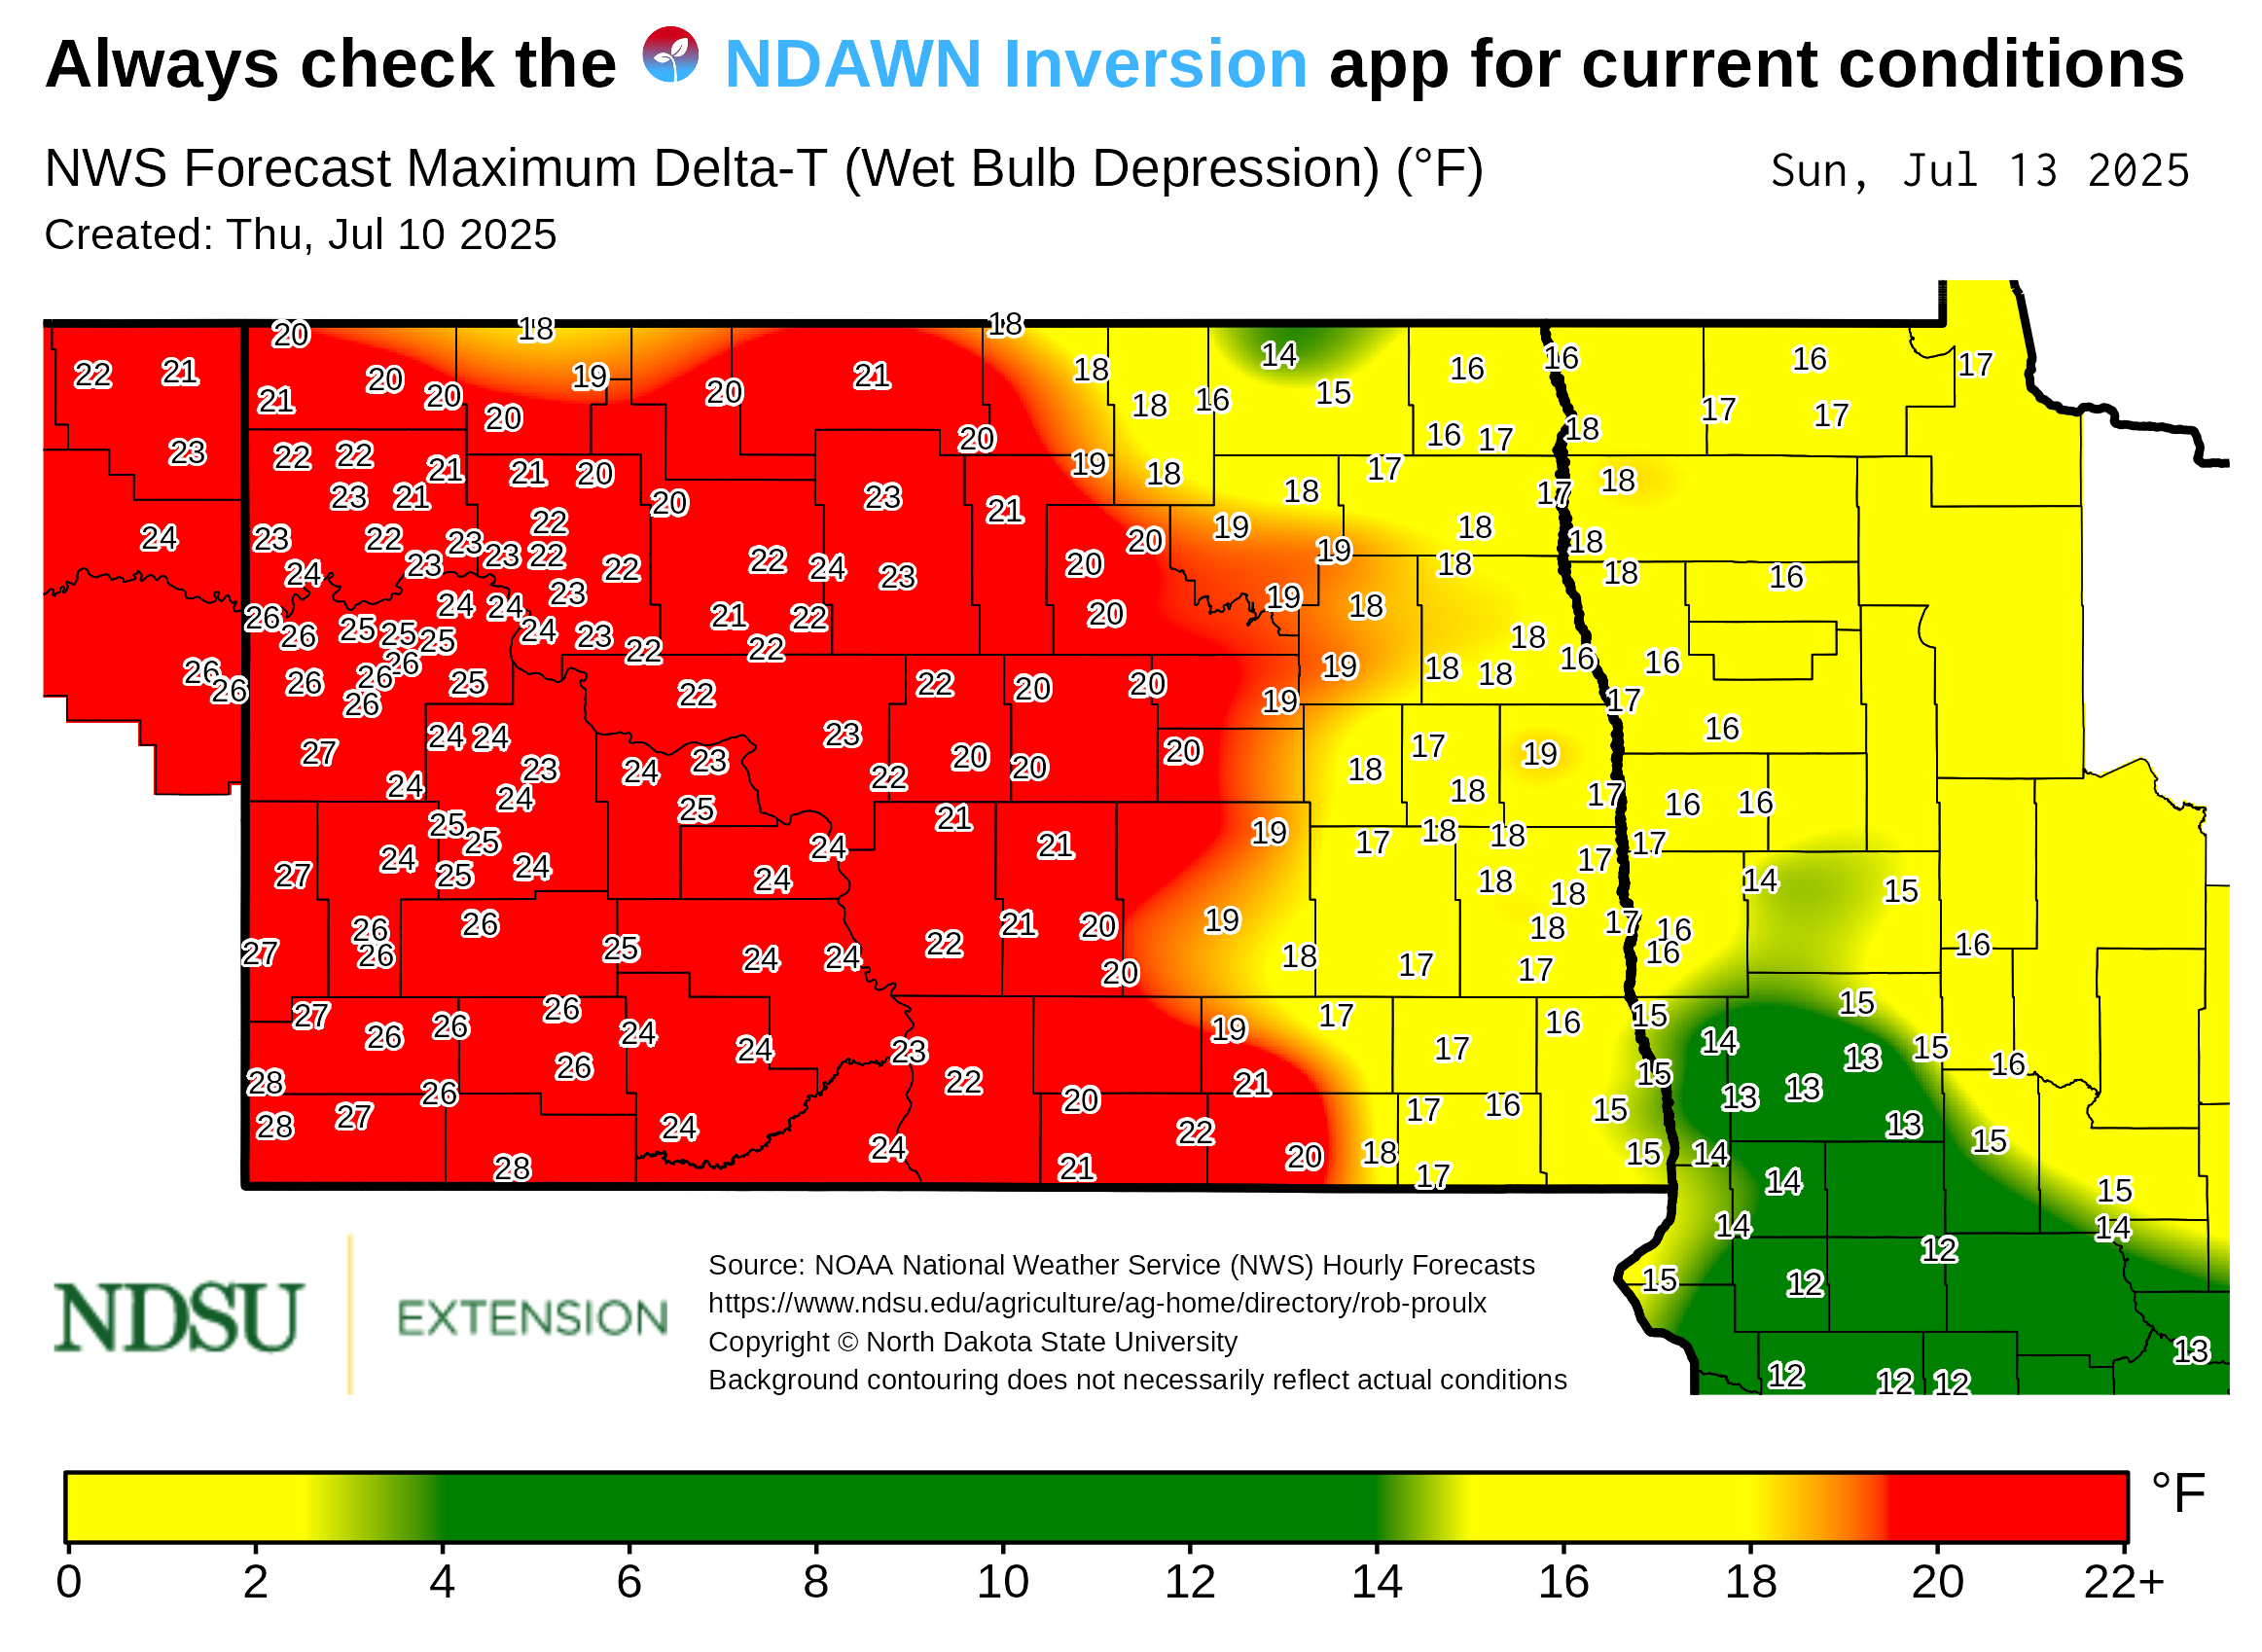 Always check the NDAWN Inversion app for current conditions
NWS Forecast Maximum Delta-T (Wet Bulb Depression) (°F) Sun, Jul 13 2025
Created: Thu, Jul 10 2025
20 18 18
22 21 20 20 19 20 21 18 14 16 16 16 17
21 20 18 16 15 17 17
23 22 22 21 21 20 20 19 18 16 17 18 17 18
23 21 20 23 21 18 17
24 23 22 23 23 22 22 20 19 18 18
24 23 22 22 24 23 20 19 18 18 16
26 24 24 23 21 22 20 19 18
26 25 25 25 24 23 22 22 18 16 16
26 26 26 26 26 25 22 22 20 20 19 18 18
26 24 24 23 19 17 16
27 24 23 24 23 22 20 20 20 18 17 19
24 24 25 21 18 17 16 16
25 25 24 21 19 17 18 18 17
27 24 25 24 24 18 17 14 15
26 26 25 21 20 19 18 17 16
27 26 24 24 22 20 18 17 18 17 16 16
27 26 26 26 24 19 17 16 15 15
26 24 23 21 17 14 13 15 16
28 26 22 20 15 13 13
28 27 24 22 17 16 15 13
28 24 21 20 18 17 15 14 15
14 15
14 14
12
15 12
12 12 12 13
NDSU EXTENSION
Source: NOAA National Weather Service (NWS) Hourly Forecasts
https://www.ndsu.edu/agriculture/ag-home/directory/rob-proulx
Copyright © North Dakota State University
Background contouring does not necessarily reflect actual conditions
°F
0 2 4 6 8 10 12 14 16 18 20 22+